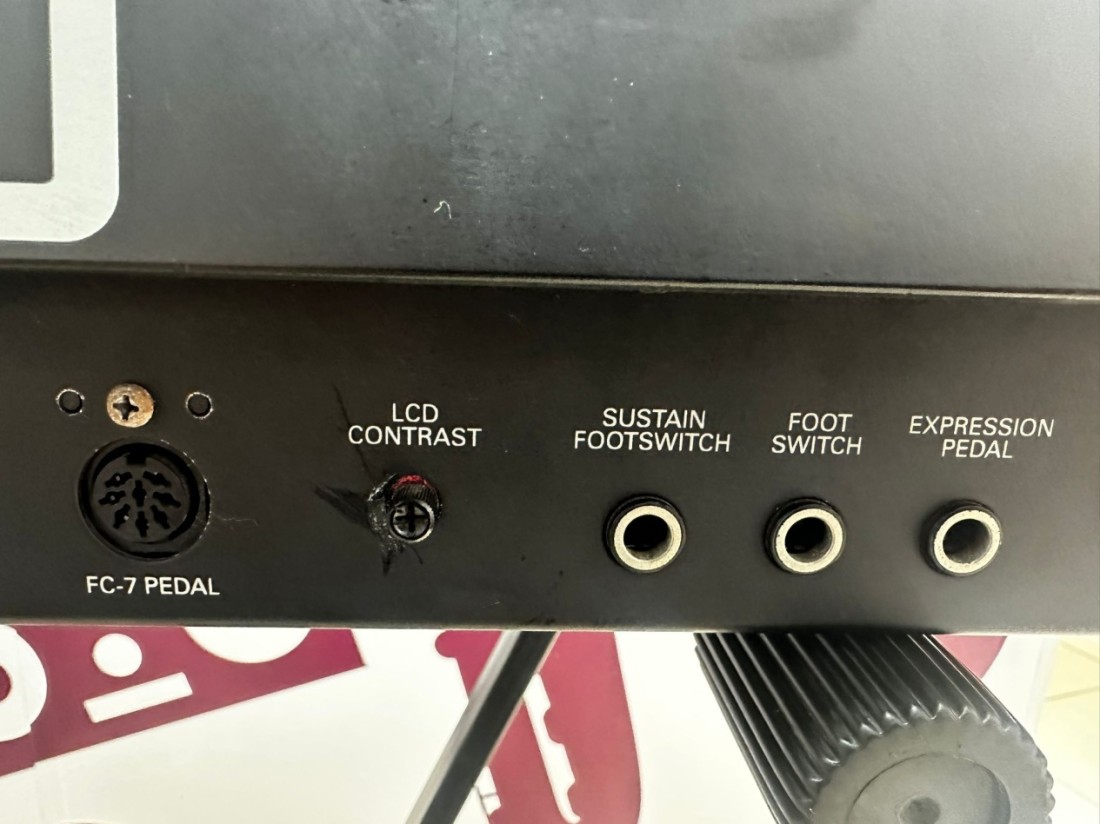 LCD
CONTRAST
SUSTAIN
FOOTSWITCH
FOOT
SWITCH
EXPRESSION
PEDAL
FC-7 PEDAL